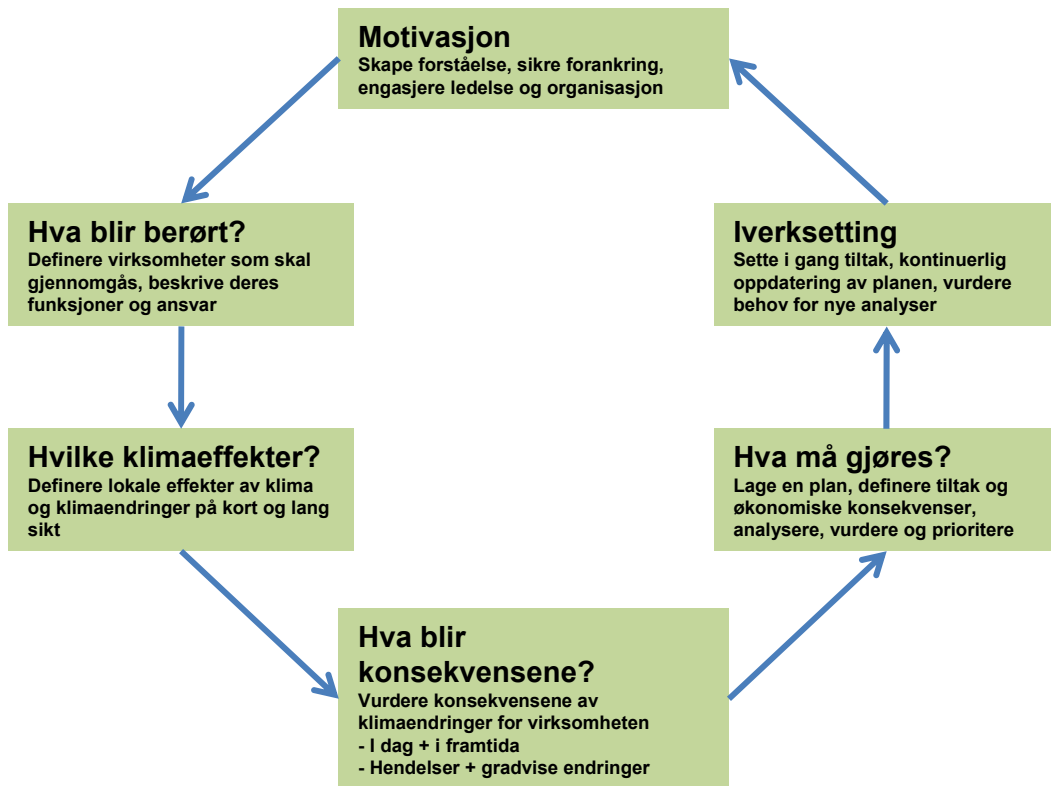 Motivasjon
Skape forståelse, sikre forankring,
engasjere ledelse og organisasjon
Hva blir berørt?
Definere virksomheter som skal
gjennomgås, beskrive deres
funksjoner og ansvar
Hvilke klimaeffekter?
Definere lokale effekter av klima
og klimaendringer på kort og lang
sikt
Hva blir
konsekvensene?
Vurdere konsekvensene av
klimaendringer for virksomheten
- I dag + i framtida
- Hendelser + gradvise endringer
Hva må gjøres?
Lage en plan, definere tiltak og
økonomiske konsekvenser,
analysere, vurdere og prioritere
Iverksetting
Sette i gang tiltak, kontinuerlig
oppdatering av planen, vurdere
behov for nye analyser